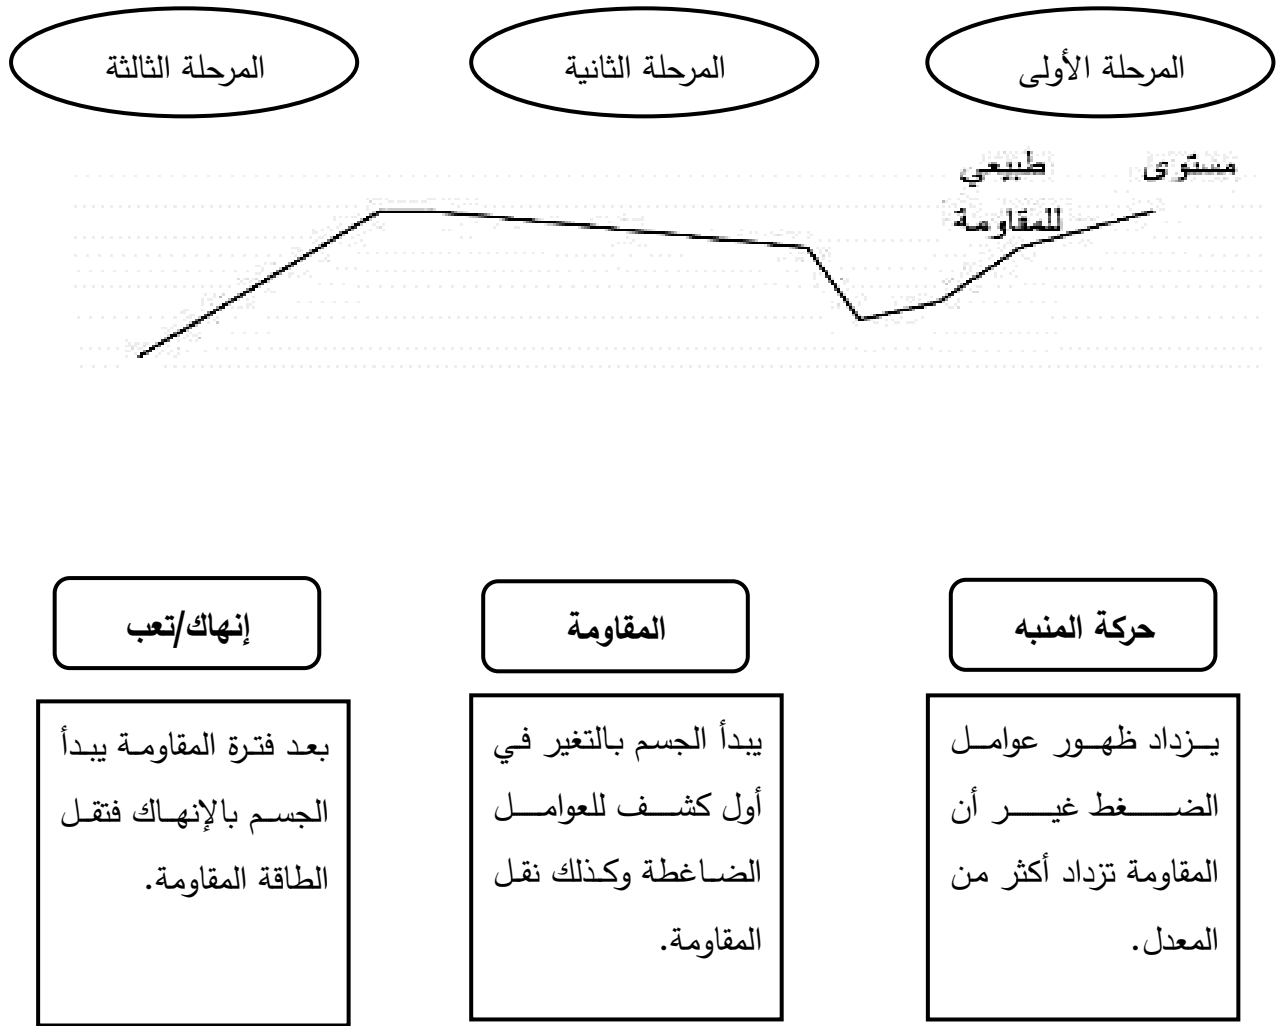 المرحلة الأولى
المرحلة الثانية
المرحلة الثالثة
مستوى طبيعي
للمقاومة
حركة المنبه
المقاومة
إنهاك/تعب
يزداد ظهور عوامل
الضغط غير أن
المقاومة تزداد أكثر من
المعدل.
يبدأ الجسم بالتغير في
أول كشف للعوامل
الضاغطة وكذلك نقل
المقاومة.
بعد فترة المقاومة يبدأ
الجسم بالإنهاك فتقل
الطاقة المقاومة.